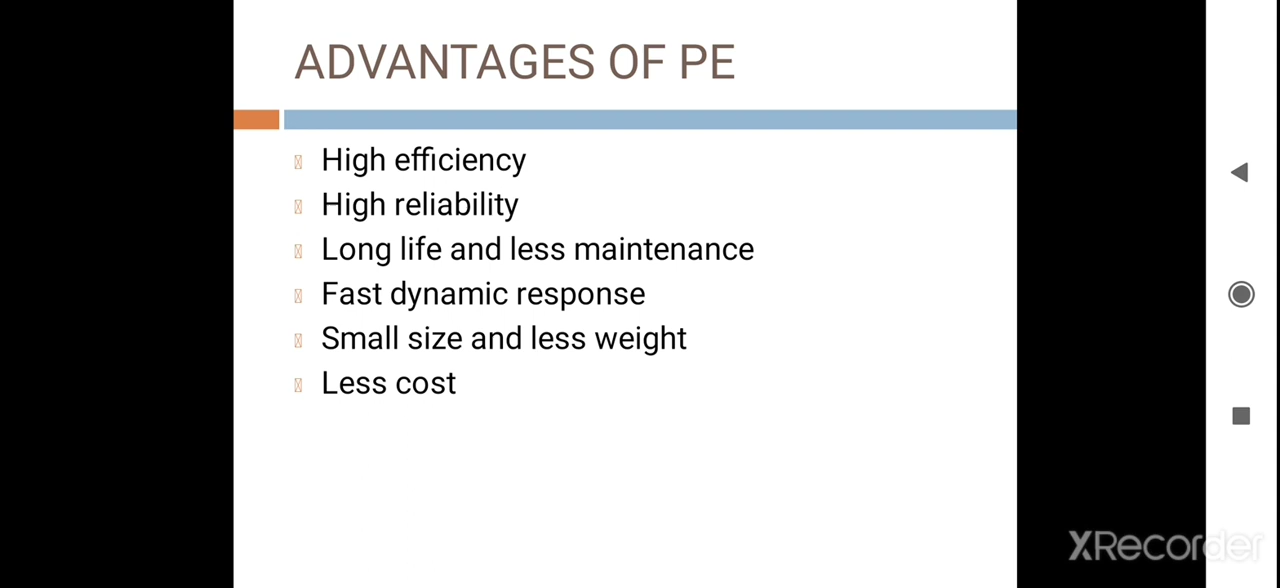 ADVANTAGES OF PE
High efficiency
High reliability
Long life and less maintenance
Fast dynamic response
Small size and less weight
Less cost
XRecorder